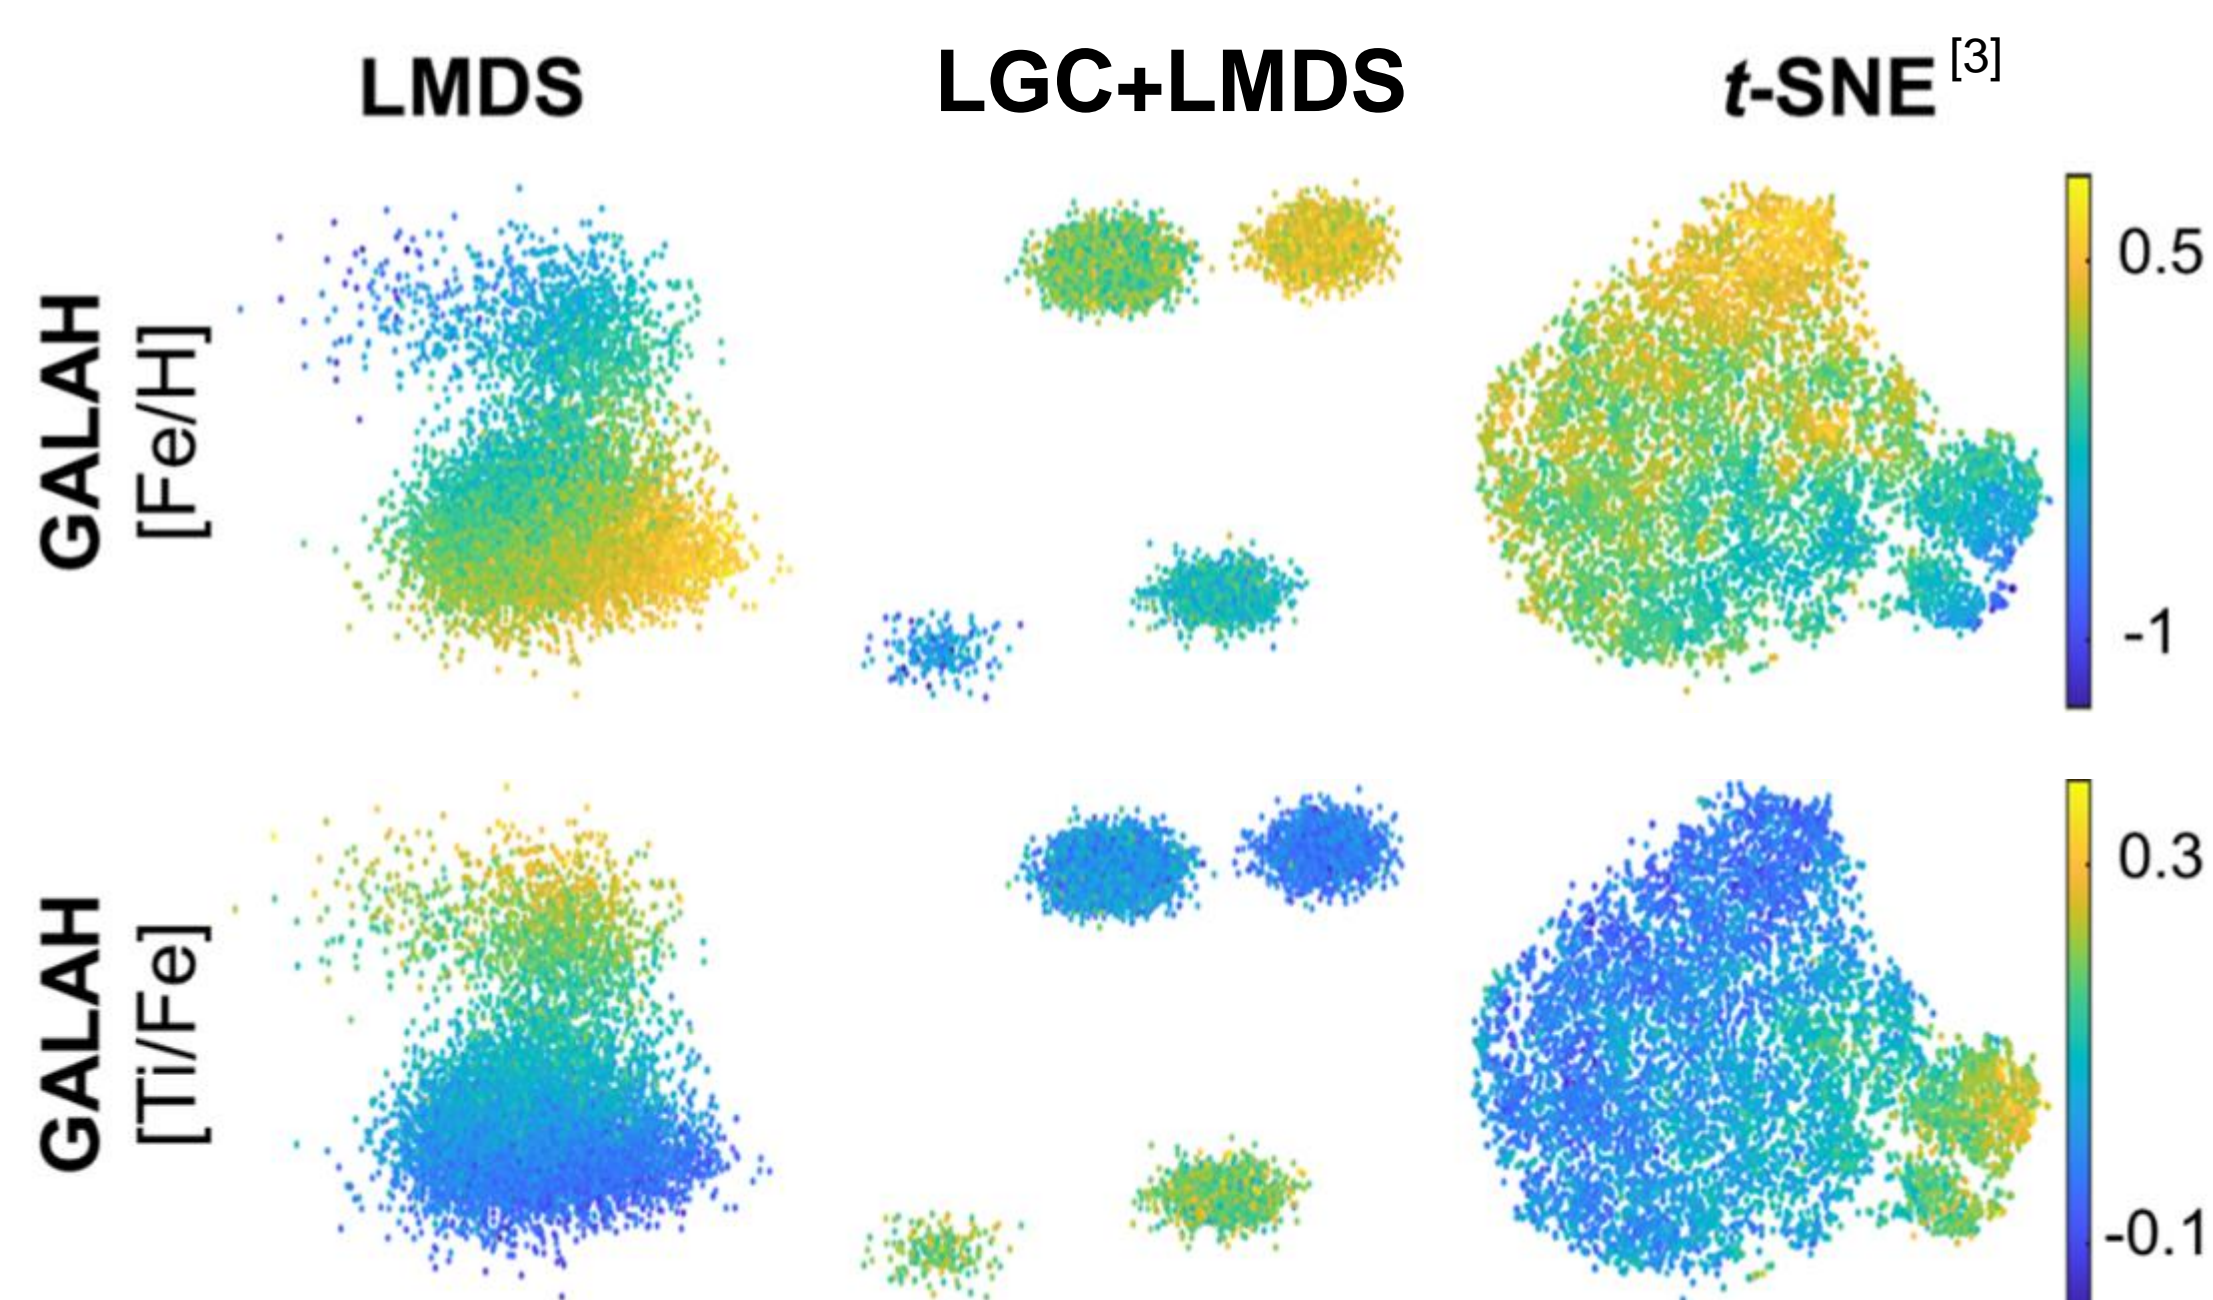 LMDS
LGC+LMDS
t-SNE [3]
GALAH
[Fe/H]
0.5
-1
GALAH
[Ti/Fe]
0.3
-0.1